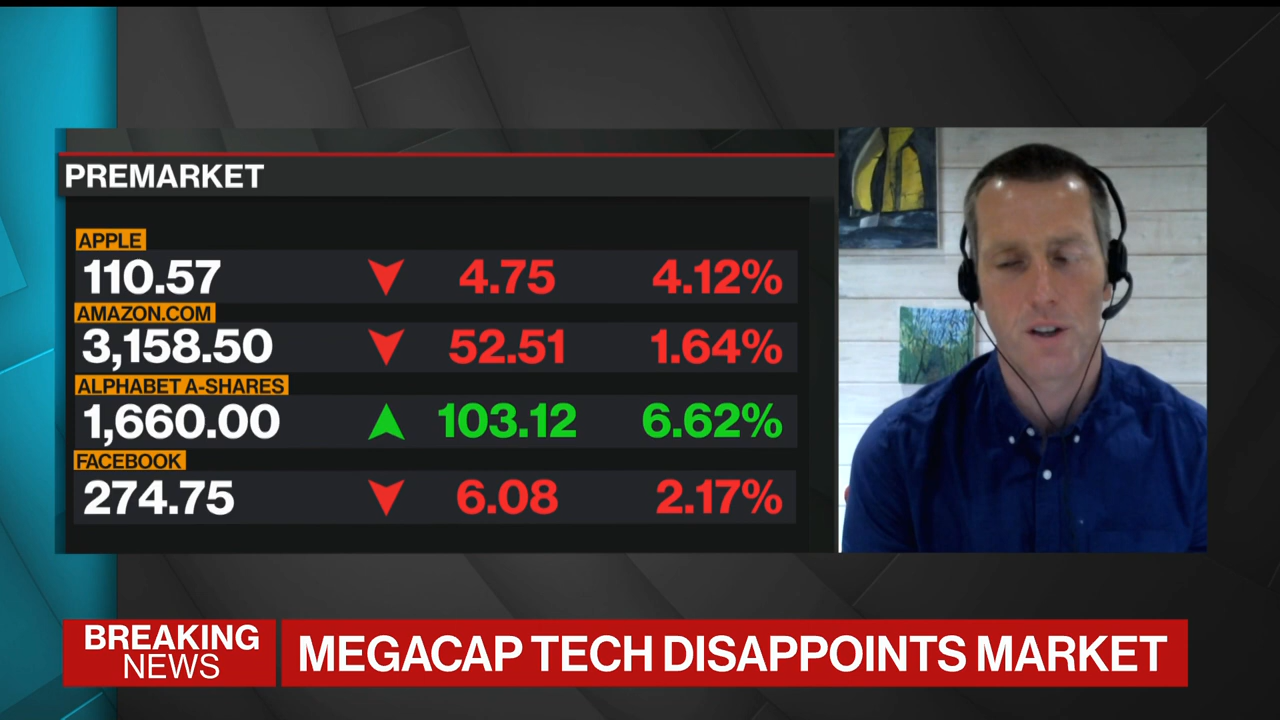 PREMARKET
APPLE
110.57 ▼ 4.75 4.12%
AMAZON.COM
3,158.50 ▼ 52.51 1.64%
ALPHABET A-SHARES
1,660.00 ▲ 103.12 6.62%
FACEBOOK
274.75 ▼ 6.08 2.17%
BREAKING
NEWS
MEGACAP TECH DISAPPOINTS MARKET